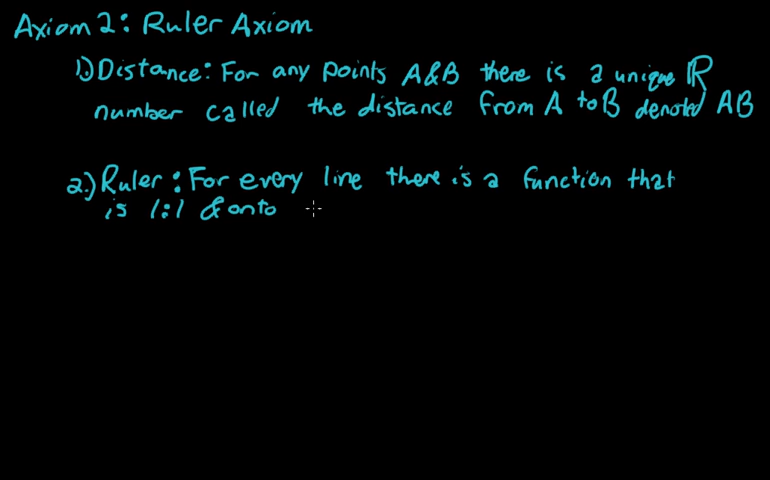 Axiom 2: Ruler Axiom
1.) Distance: For any points A&B there is a unique ℝ
number called the distance from A to B denoted AB
2.) Ruler: For every line there is a function that
is 1:1 & onto